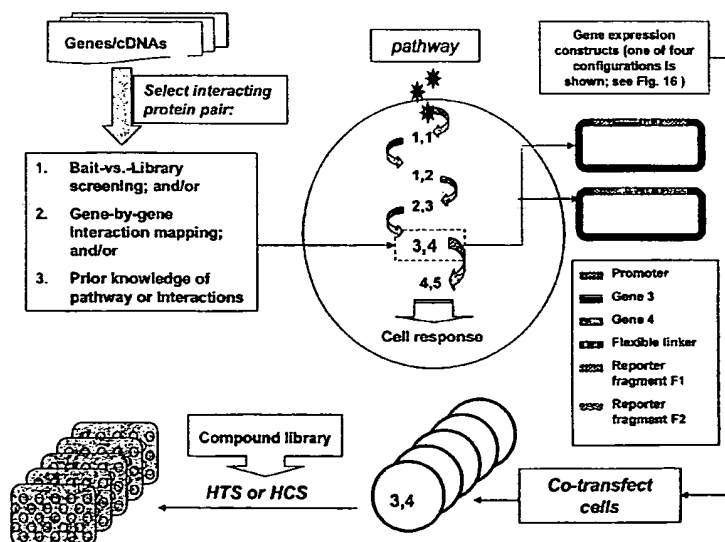 Genes/cDNAs
Select interacting
protein pair:
1. Bait-vs.-Library
screening; and/or
2. Gene-by-gene
Interaction mapping;
and/or
3. Prior knowledge of
pathway or Interactions
pathway
1,1
1,2
2,3
3,4
4,5
Cell response
Gene expression
constructs (one of four
configurations is
shown; see Fig. 16 )
Promoter
Gene 3
Gene 4
Flexible linker
Reporter
fragment F1
Reporter
fragment F2
Co-transfect
cells
3,4
Compound library
HTS or HCS